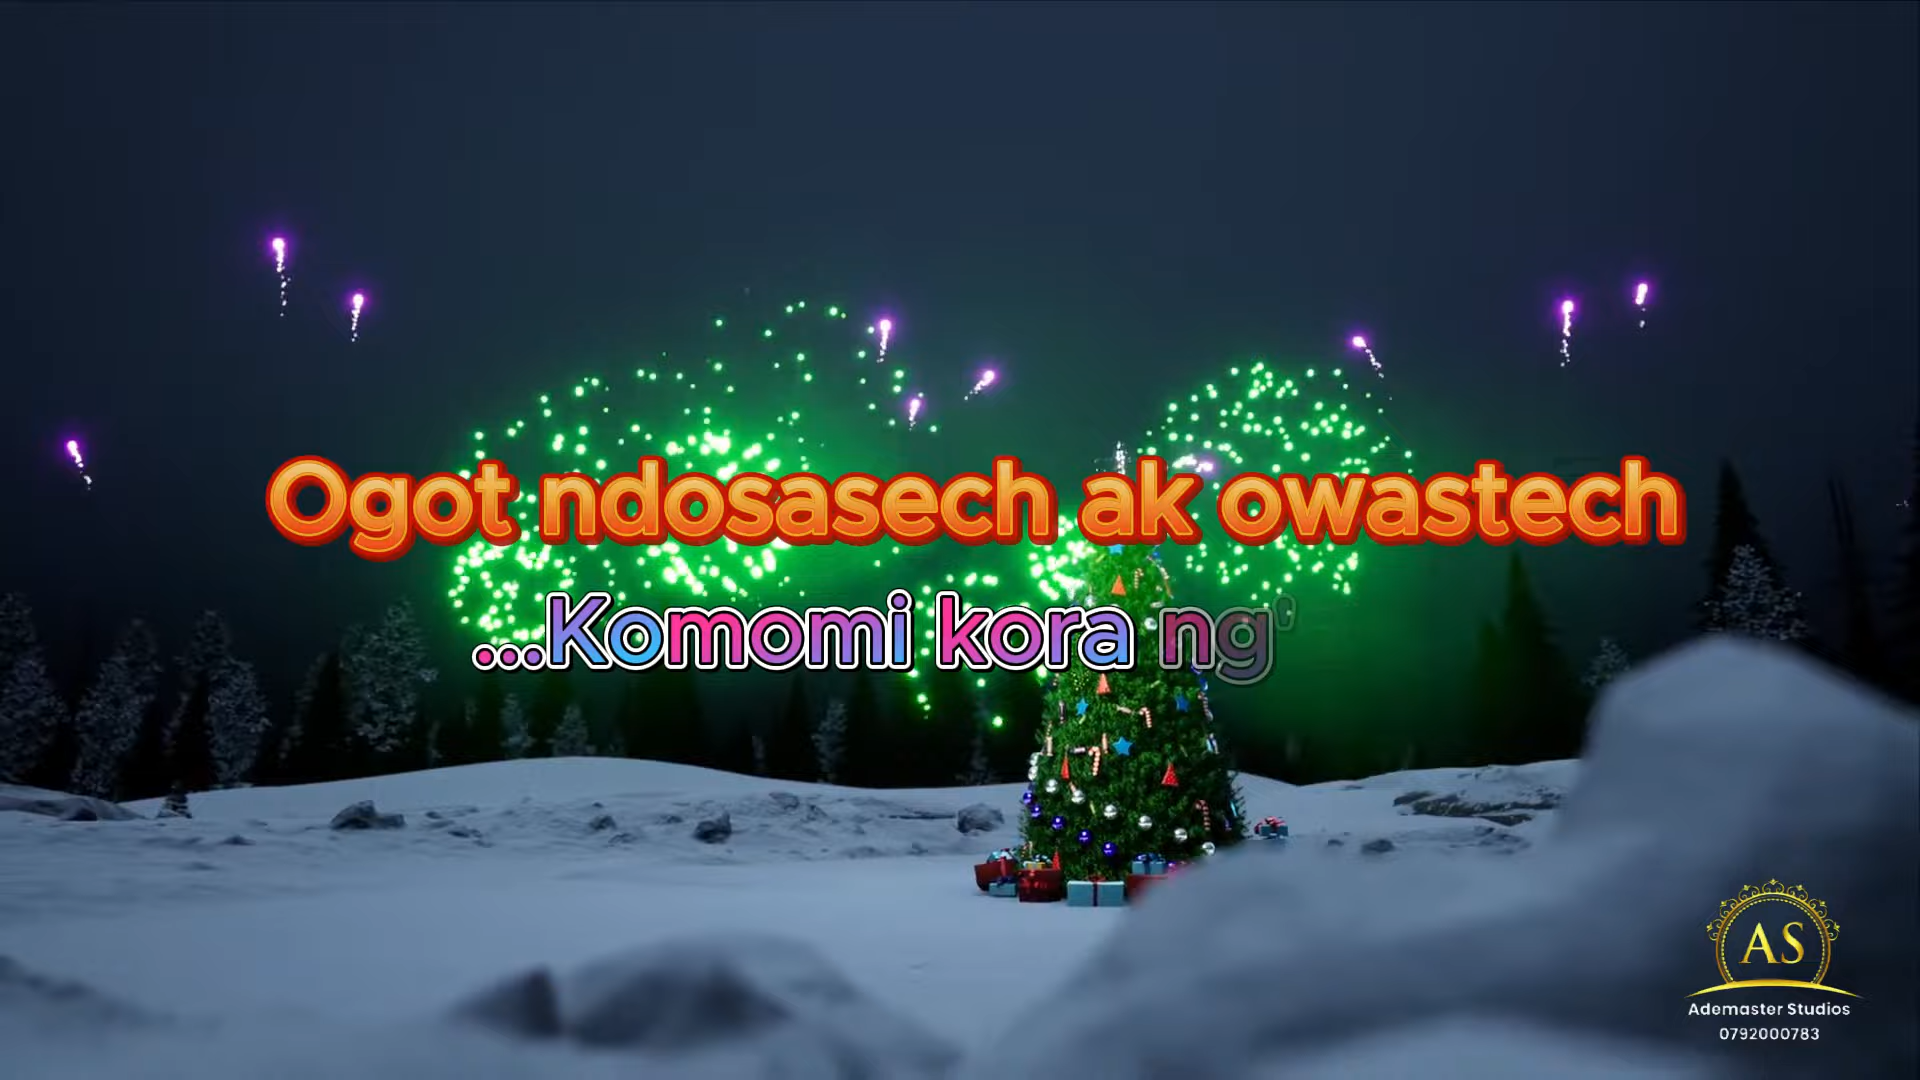 Ogot ndosasech ak owastech
...Komomi kora ng'
AS
Ademaster Studios
0792000783